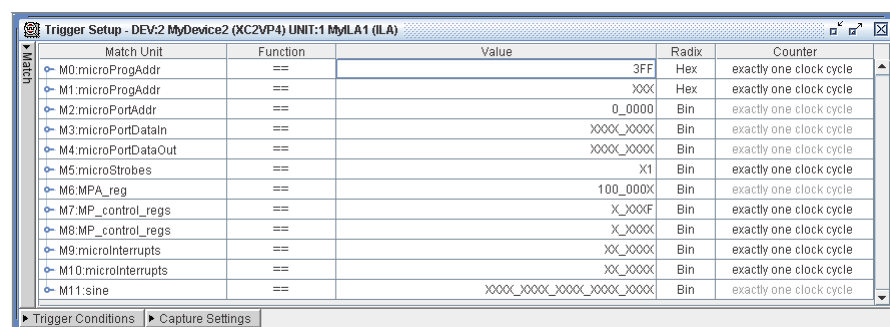 Trigger Setup - DEV:2 MyDevice2 (XC2VP4) UNIT:1 MyILA1 (ILA)
Match
Match Unit Function Value Radix Counter
M0:microProgAddr == 3FF Hex exactly one clock cycle
M1:microProgAddr == XXX Hex exactly one clock cycle
M2:microPortAddr == 0_0000 Bin exactly one clock cycle
M3:microPortDataIn == XXXX_XXXX Bin exactly one clock cycle
M4:microPortDataOut == XXXX_XXXX Bin exactly one clock cycle
M5:microStrobes == X1 Bin exactly one clock cycle
M6:MPA_reg == 100_000X Bin exactly one clock cycle
M7:MP_control_regs == X_XXXF Bin exactly one clock cycle
M8:MP_control_regs == X_XXXX Bin exactly one clock cycle
M9:microInterrupts == XX_XXXX Bin exactly one clock cycle
M10:microInterrupts == XX_XXXX Bin exactly one clock cycle
M11:sine == XXXX_XXXX_XXXX_XXXX_XXXX Bin exactly one clock cycle
Trigger Conditions Capture Settings